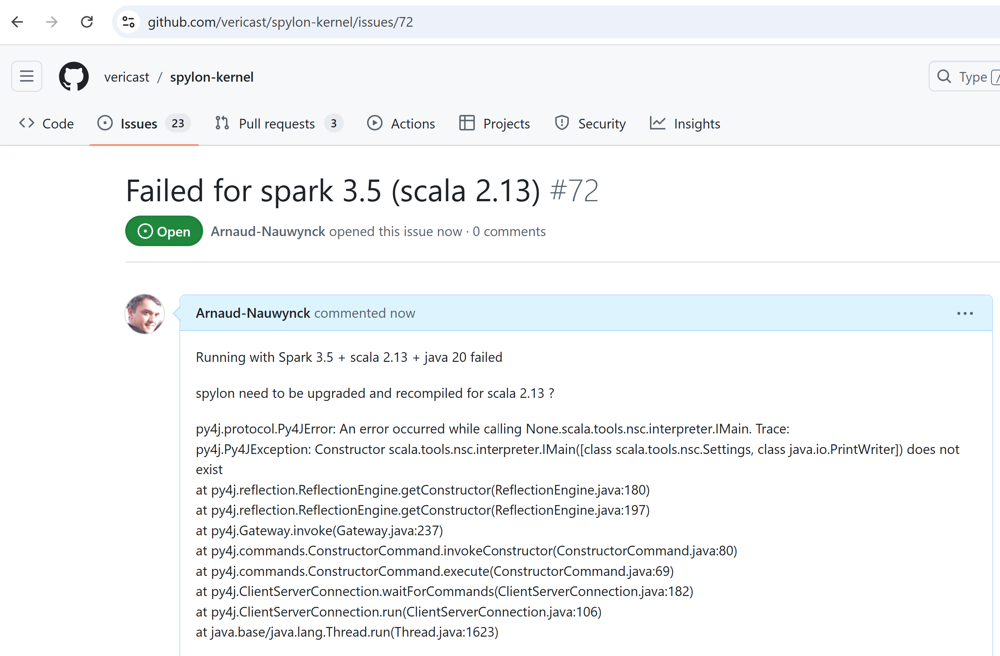 github.com/vericast/spylon-kernel/issues/72
vericast / spylon-kernel
Type /
Code Issues 23 Pull requests 3 Actions Projects Security Insights
Failed for spark 3.5 (scala 2.13) #72
Open Arnaud-Nauwynck opened this issue now · 0 comments
Arnaud-Nauwynck commented now
Running with Spark 3.5 + scala 2.13 + java 20 failed
spylon need to be upgraded and recompiled for scala 2.13 ?
py4j.protocol.Py4JError: An error occurred while calling None.scala.tools.nsc.interpreter.IMain. Trace:
py4j.Py4JException: Constructor scala.tools.nsc.interpreter.IMain([class scala.tools.nsc.Settings, class java.io.PrintWriter]) does not
exist
at py4j.reflection.ReflectionEngine.getConstructor(ReflectionEngine.java:180)
at py4j.reflection.ReflectionEngine.getConstructor(ReflectionEngine.java:197)
at py4j.Gateway.invoke(Gateway.java:237)
at py4j.commands.ConstructorCommand.invokeConstructor(ConstructorCommand.java:80)
at py4j.commands.ConstructorCommand.execute(ConstructorCommand.java:69)
at py4j.ClientServerConnection.waitForCommands(ClientServerConnection.java:182)
at py4j.ClientServerConnection.run(ClientServerConnection.java:106)
at java.base/java.lang.Thread.run(Thread.java:1623)